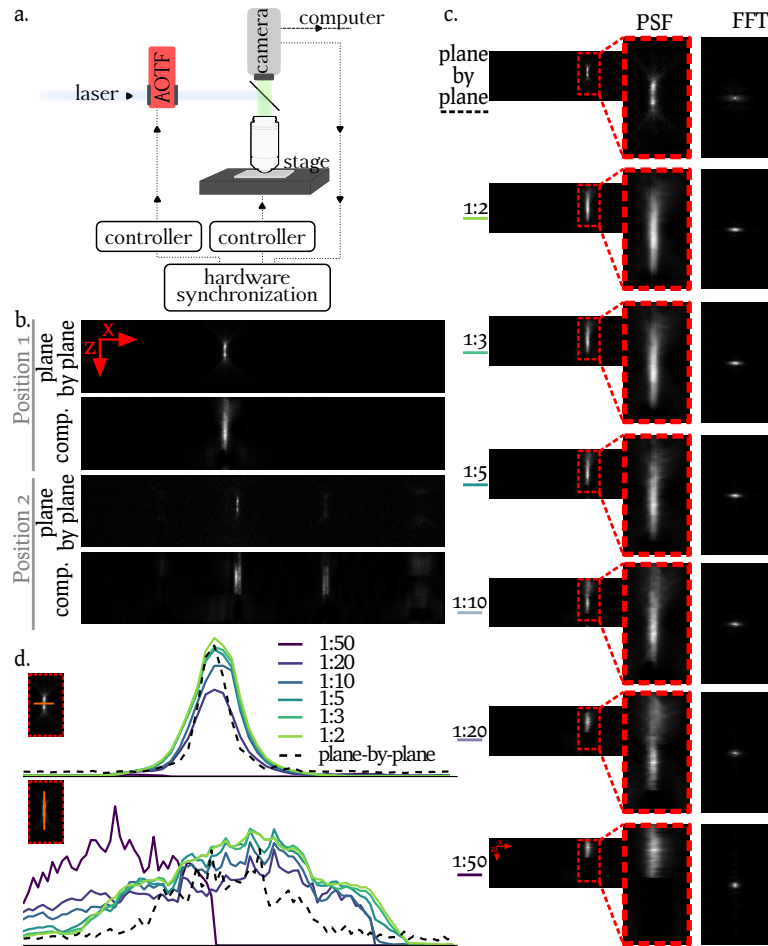 a.
computer
camera
AOTF
laser
stage
controller
controller
hardware
synchronization
b.
Position 1
plane
by plane
x
z
comp.
Position 2
plane
by plane
comp.
c.
PSF
FFT
plane
by
plane
1:2
1:3
1:5
1:10
1:20
1:50
x
z
d.
1:50
1:20
1:10
1:5
1:3
1:2
plane-by-plane